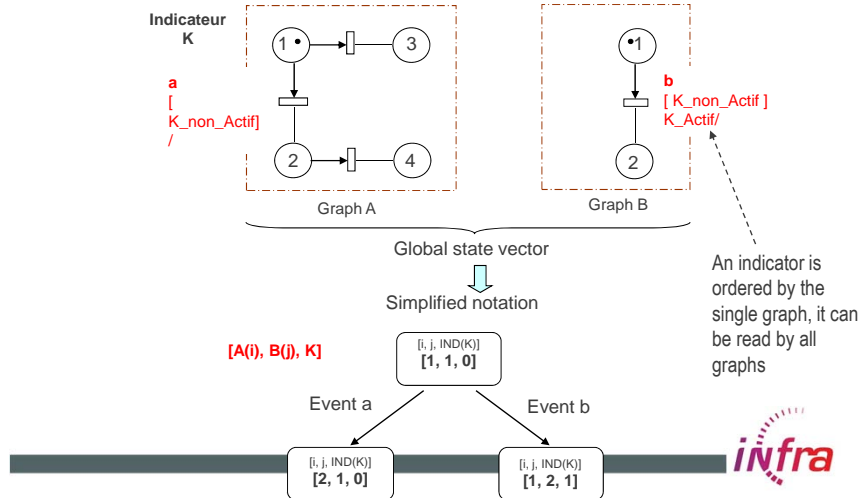 Indicateur
K
1
3
a
[
K_non_Actif]
/
2
4
Graph A
1
b
[ K_non_Actif ]
K_Actif/
2
Graph B
Global state vector
Simplified notation
An indicator is
ordered by the
single graph, it can
be read by all
graphs
[A(i), B(j), K]
[i, j, IND(K)]
[1, 1, 0]
Event a
Event b
[i, j, IND(K)]
[2, 1, 0]
[i, j, IND(K)]
[1, 2, 1]
infra